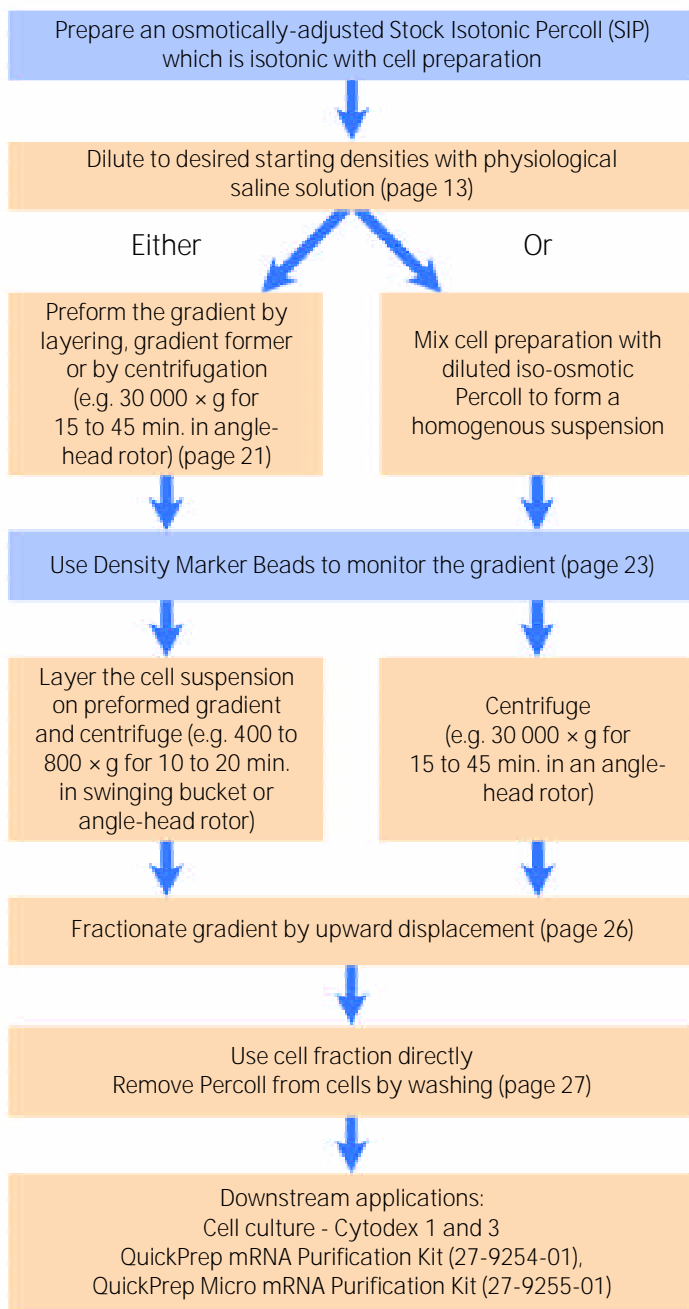 Prepare an osmotically-adjusted Stock Isotonic Percoll (SIP)
which is isotonic with cell preparation
Dilute to desired starting densities with physiological
saline solution (page 13)
Either
Or
Preform the gradient by
layering, gradient former
or by centrifugation
(e.g. 30 000 × g for
15 to 45 min. in angle-
head rotor) (page 21)
Mix cell preparation with
diluted iso-osmotic
Percoll to form a
homogenous suspension
Use Density Marker Beads to monitor the gradient (page 23)
Layer the cell suspension
on preformed gradient
and centrifuge (e.g. 400 to
800 × g for 10 to 20 min.
in swinging bucket or
angle-head rotor)
Centrifuge
(e.g. 30 000 × g for
15 to 45 min. in an angle-
head rotor)
Fractionate gradient by upward displacement (page 26)
Use cell fraction directly
Remove Percoll from cells by washing (page 27)
Downstream applications:
Cell culture - Cytodex 1 and 3
QuickPrep mRNA Purification Kit (27-9254-01),
QuickPrep Micro mRNA Purification Kit (27-9255-01)